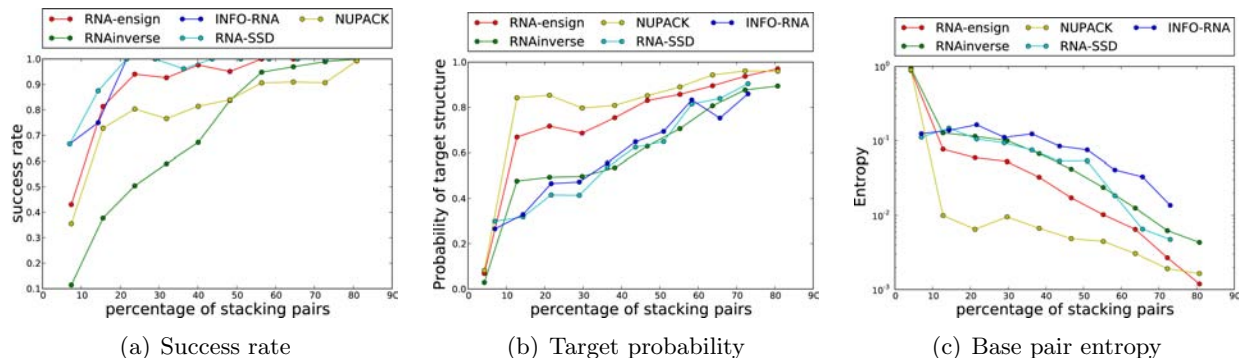 RNA-ensign INFO-RNA NUPACK
RNAinverse RNA-SSD
success rate
1.0
0.9
0.8
0.7
0.6
0.5
0.4
0.3
0.2
0.1
0 10 20 30 40 50 60 70 80 90
percentage of stacking pairs
(a) Success rate
RNA-ensign NUPACK INFO-RNA
RNAinverse RNA-SSD
Probability of target structure
1.0
0.8
0.6
0.4
0.2
0.0
0 10 20 30 40 50 60 70 80 90
percentage of stacking pairs
(b) Target probability
RNA-ensign NUPACK INFO-RNA
RNAinverse RNA-SSD
Entropy
10⁰
10⁻¹
10⁻²
10⁻³
0 10 20 30 40 50 60 70 80 90
percentage of stacking pairs
(c) Base pair entropy